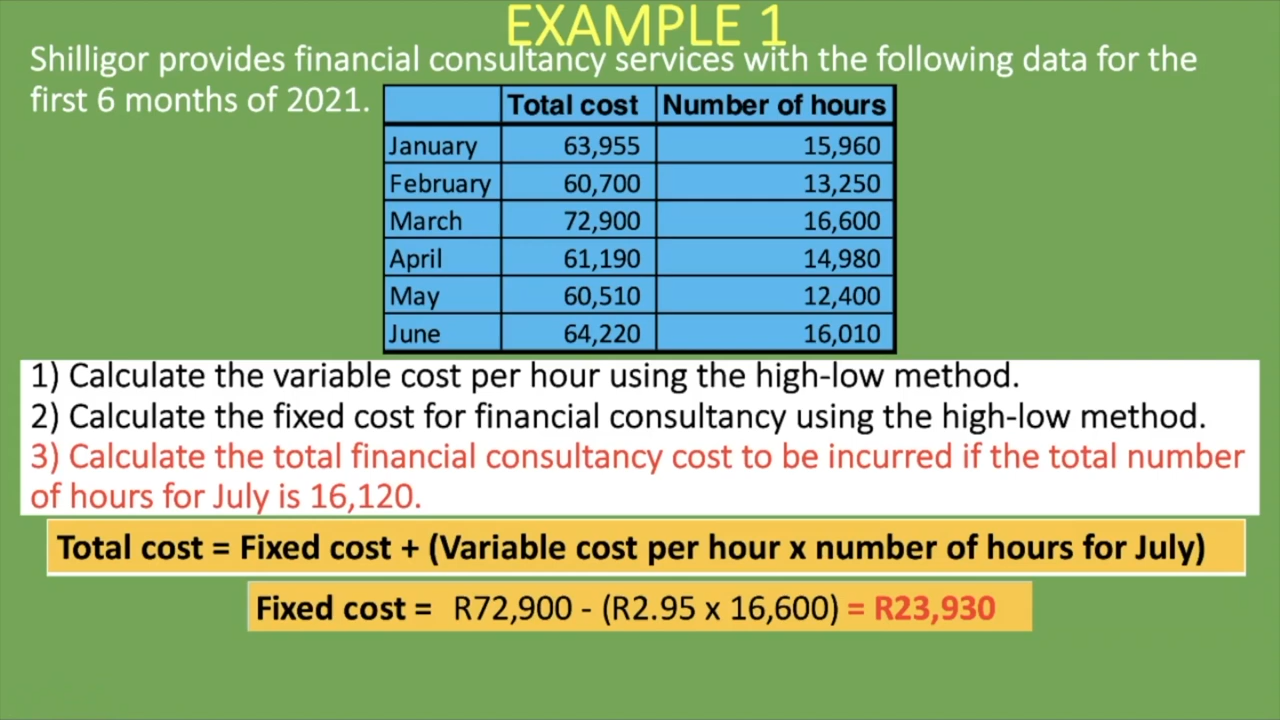 EXAMPLE 1
Shilligor provides financial consultancy services with the following data for the
first 6 months of 2021.
Total cost Number of hours
January 63,955 15,960
February 60,700 13,250
March 72,900 16,600
April 61,190 14,980
May 60,510 12,400
June 64,220 16,010
1) Calculate the variable cost per hour using the high-low method.
2) Calculate the fixed cost for financial consultancy using the high-low method.
3) Calculate the total financial consultancy cost to be incurred if the total number
of hours for July is 16,120.
Total cost = Fixed cost + (Variable cost per hour x number of hours for July)
Fixed cost = R72,900 - (R2.95 x 16,600) = R23,930